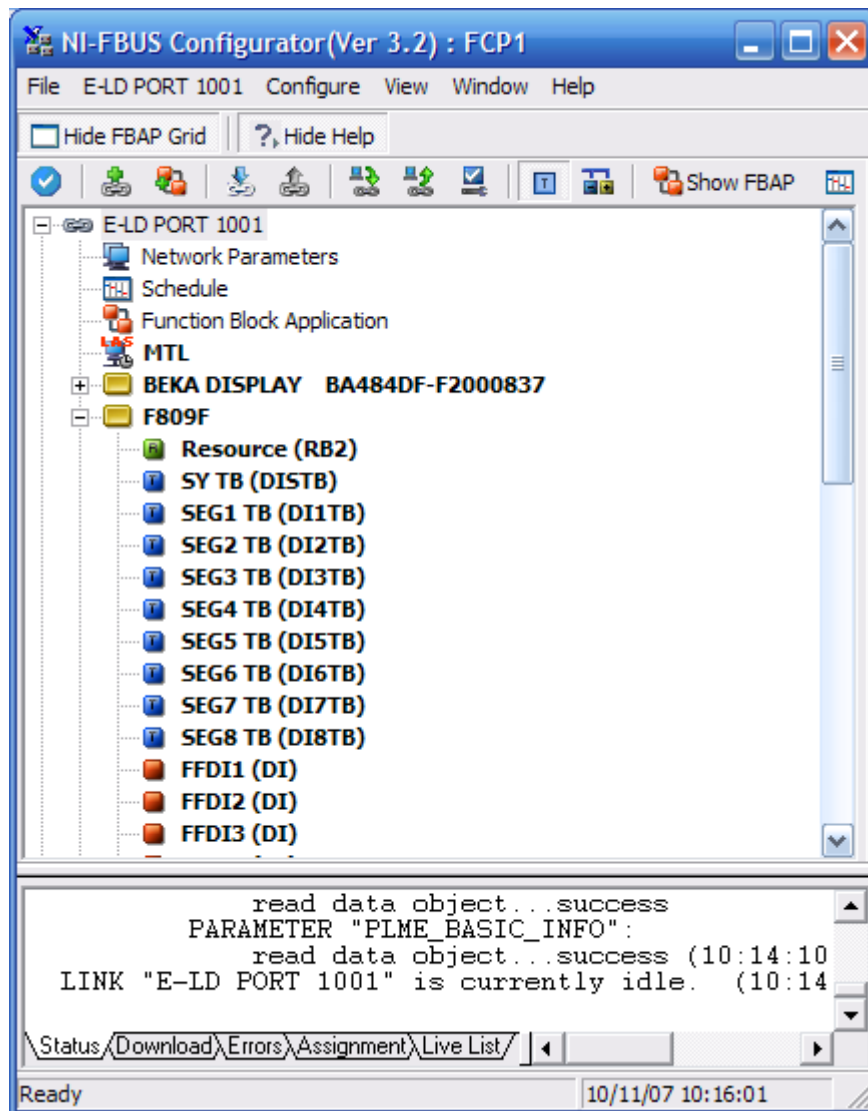 NI-FBUS Configurator(Ver 3.2) : FCP1
File E-LD PORT 1001 Configure View Window Help
Hide FBAP Grid Hide Help
Show FBAP
E-LD PORT 1001
Network Parameters
Schedule
Function Block Application
LAS
MTL
BEKA DISPLAY BA484DF-F2000837
F809F
Resource (RB2)
SY TB (DISTB)
SEG1 TB (DI1TB)
SEG2 TB (DI2TB)
SEG3 TB (DI3TB)
SEG4 TB (DI4TB)
SEG5 TB (DI5TB)
SEG6 TB (DI6TB)
SEG7 TB (DI7TB)
SEG8 TB (DI8TB)
FFDI1 (DI)
FFDI2 (DI)
FFDI3 (DI)
read data object...success
PARAMETER "PLME_BASIC_INFO":
read data object...success (10:14:10
LINK "E-LD PORT 1001" is currently idle. (10:14
Status Download Errors Assignment Live List
Ready 10/11/07 10:16:01